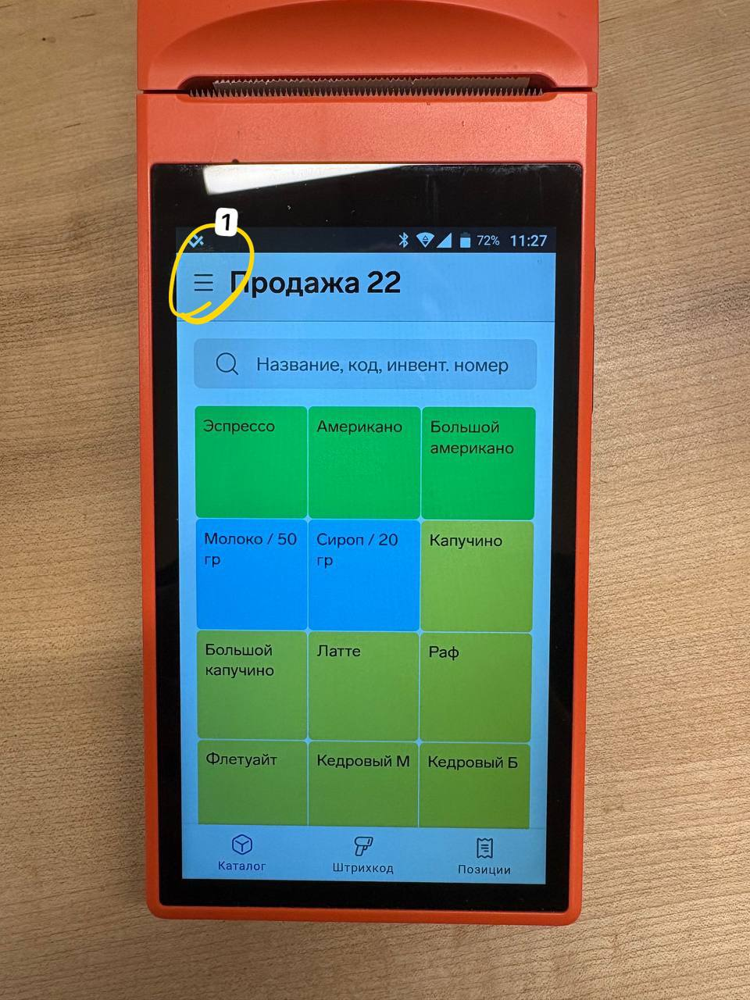 1
72% 11:27
Продажа 22
Название, код, инвент. номер
Эспрессо
Американо
Большой
американо
Молоко / 50
гр
Сироп / 20
гр
Капучино
Большой
капучино
Латте
Раф
Флетуайт
Кедровый М
Кедровый Б
Каталог
Штрихкод
Позиции